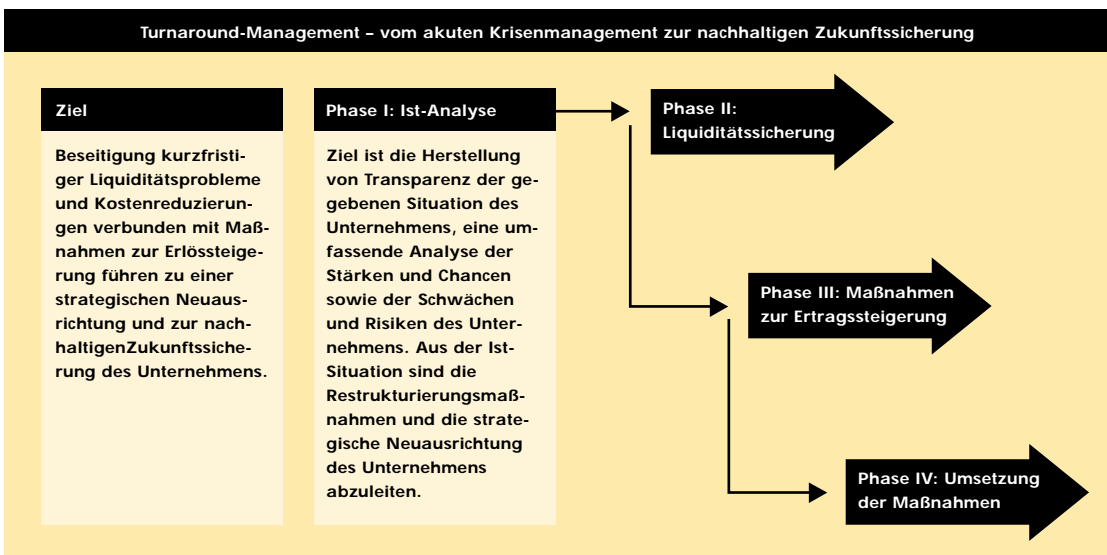 Turnaround-Management – vom akuten Krisenmanagement zur nachhaltigen Zukunftssicherung
Ziel
Beseitigung kurzfristi-
ger Liquiditätsprobleme
und Kostenreduzierun-
gen verbunden mit Maß-
nahmen zur Erlössteige-
rung führen zu einer
strategischen Neuaus-
richtung und zur nach-
haltigenZukunftssiche-
rung des Unternehmens.
Phase I: Ist-Analyse
Ziel ist die Herstellung
von Transparenz der ge-
gebenen Situation des
Unternehmens, eine um-
fassende Analyse der
Stärken und Chancen
sowie der Schwächen
und Risiken des Unter-
nehmens. Aus der Ist-
Situation sind die
Restrukturierungsmaß-
nahmen und die strate-
gische Neuausrichtung
des Unternehmens
abzuleiten.
Phase II:
Liquiditätssicherung
Phase III: Maßnahmen
zur Ertragssteigerung
Phase IV: Umsetzung
der Maßnahmen